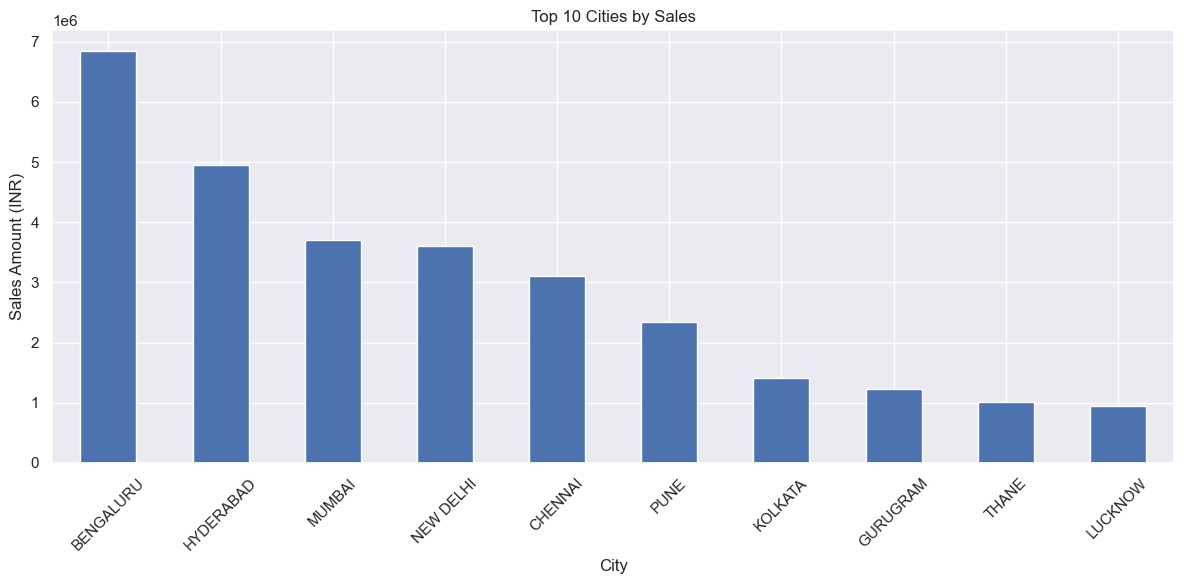 Top 10 Cities by Sales
1e6
7
6
5
4
3
2
1
0
Sales Amount (INR)
BENGALURU
HYDERABAD
MUMBAI
NEW DELHI
CHENNAI
PUNE
KOLKATA
GURUGRAM
THANE
LUCKNOW
City